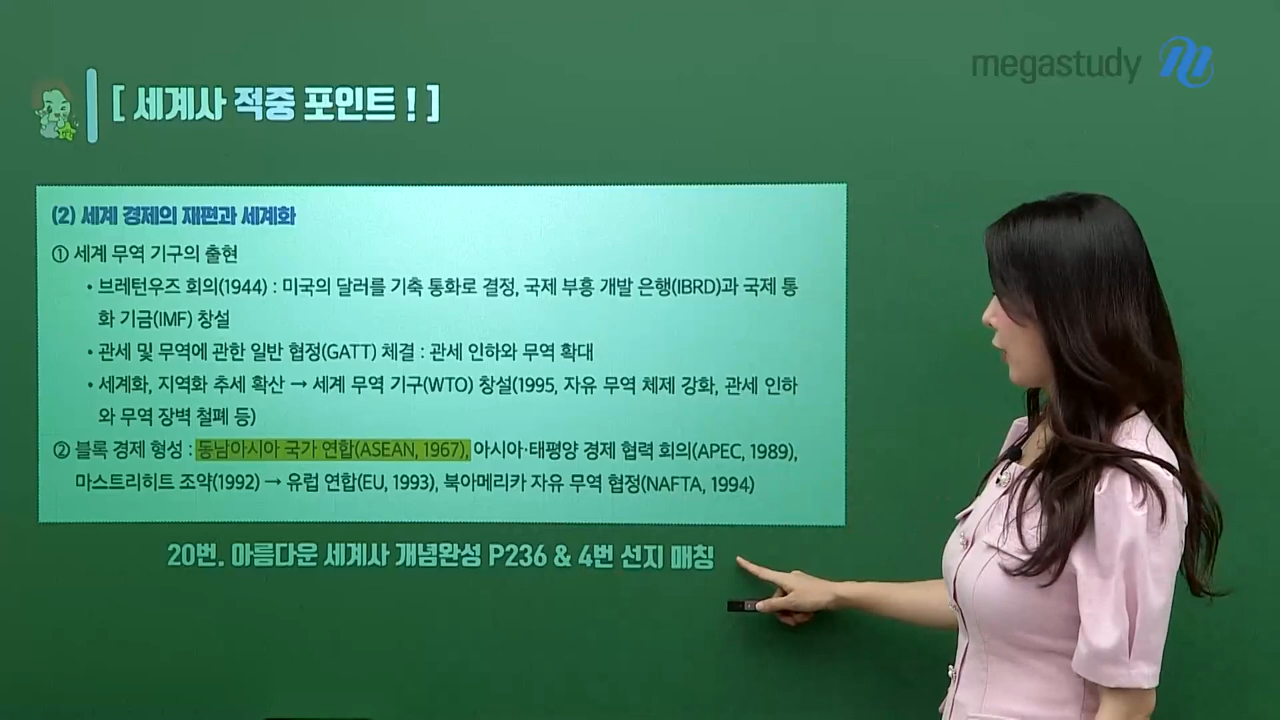 megastudy
[ 세계사 적중 포인트 ! ]
(2) 세계 경제의 재편과 세계화
① 세계 무역 기구의 출현
• 브레턴우즈 회의(1944) : 미국의 달러를 기축 통화로 결정, 국제 부흥 개발 은행(IBRD)과 국제 통
화 기금(IMF) 창설
• 관세 및 무역에 관한 일반 협정(GATT) 체결 : 관세 인하와 무역 확대
• 세계화, 지역화 추세 확산 → 세계 무역 기구(WTO) 창설(1995, 자유 무역 체제 강화, 관세 인하
와 무역 장벽 철폐 등)
② 블록 경제 형성 : 동남아시아 국가 연합(ASEAN, 1967), 아시아·태평양 경제 협력 회의(APEC, 1989),
마스트리히트 조약(1992) → 유럽 연합(EU, 1993), 북아메리카 자유 무역 협정(NAFTA, 1994)
20번. 아름다운 세계사 개념완성 P236 & 4번 선지 매칭